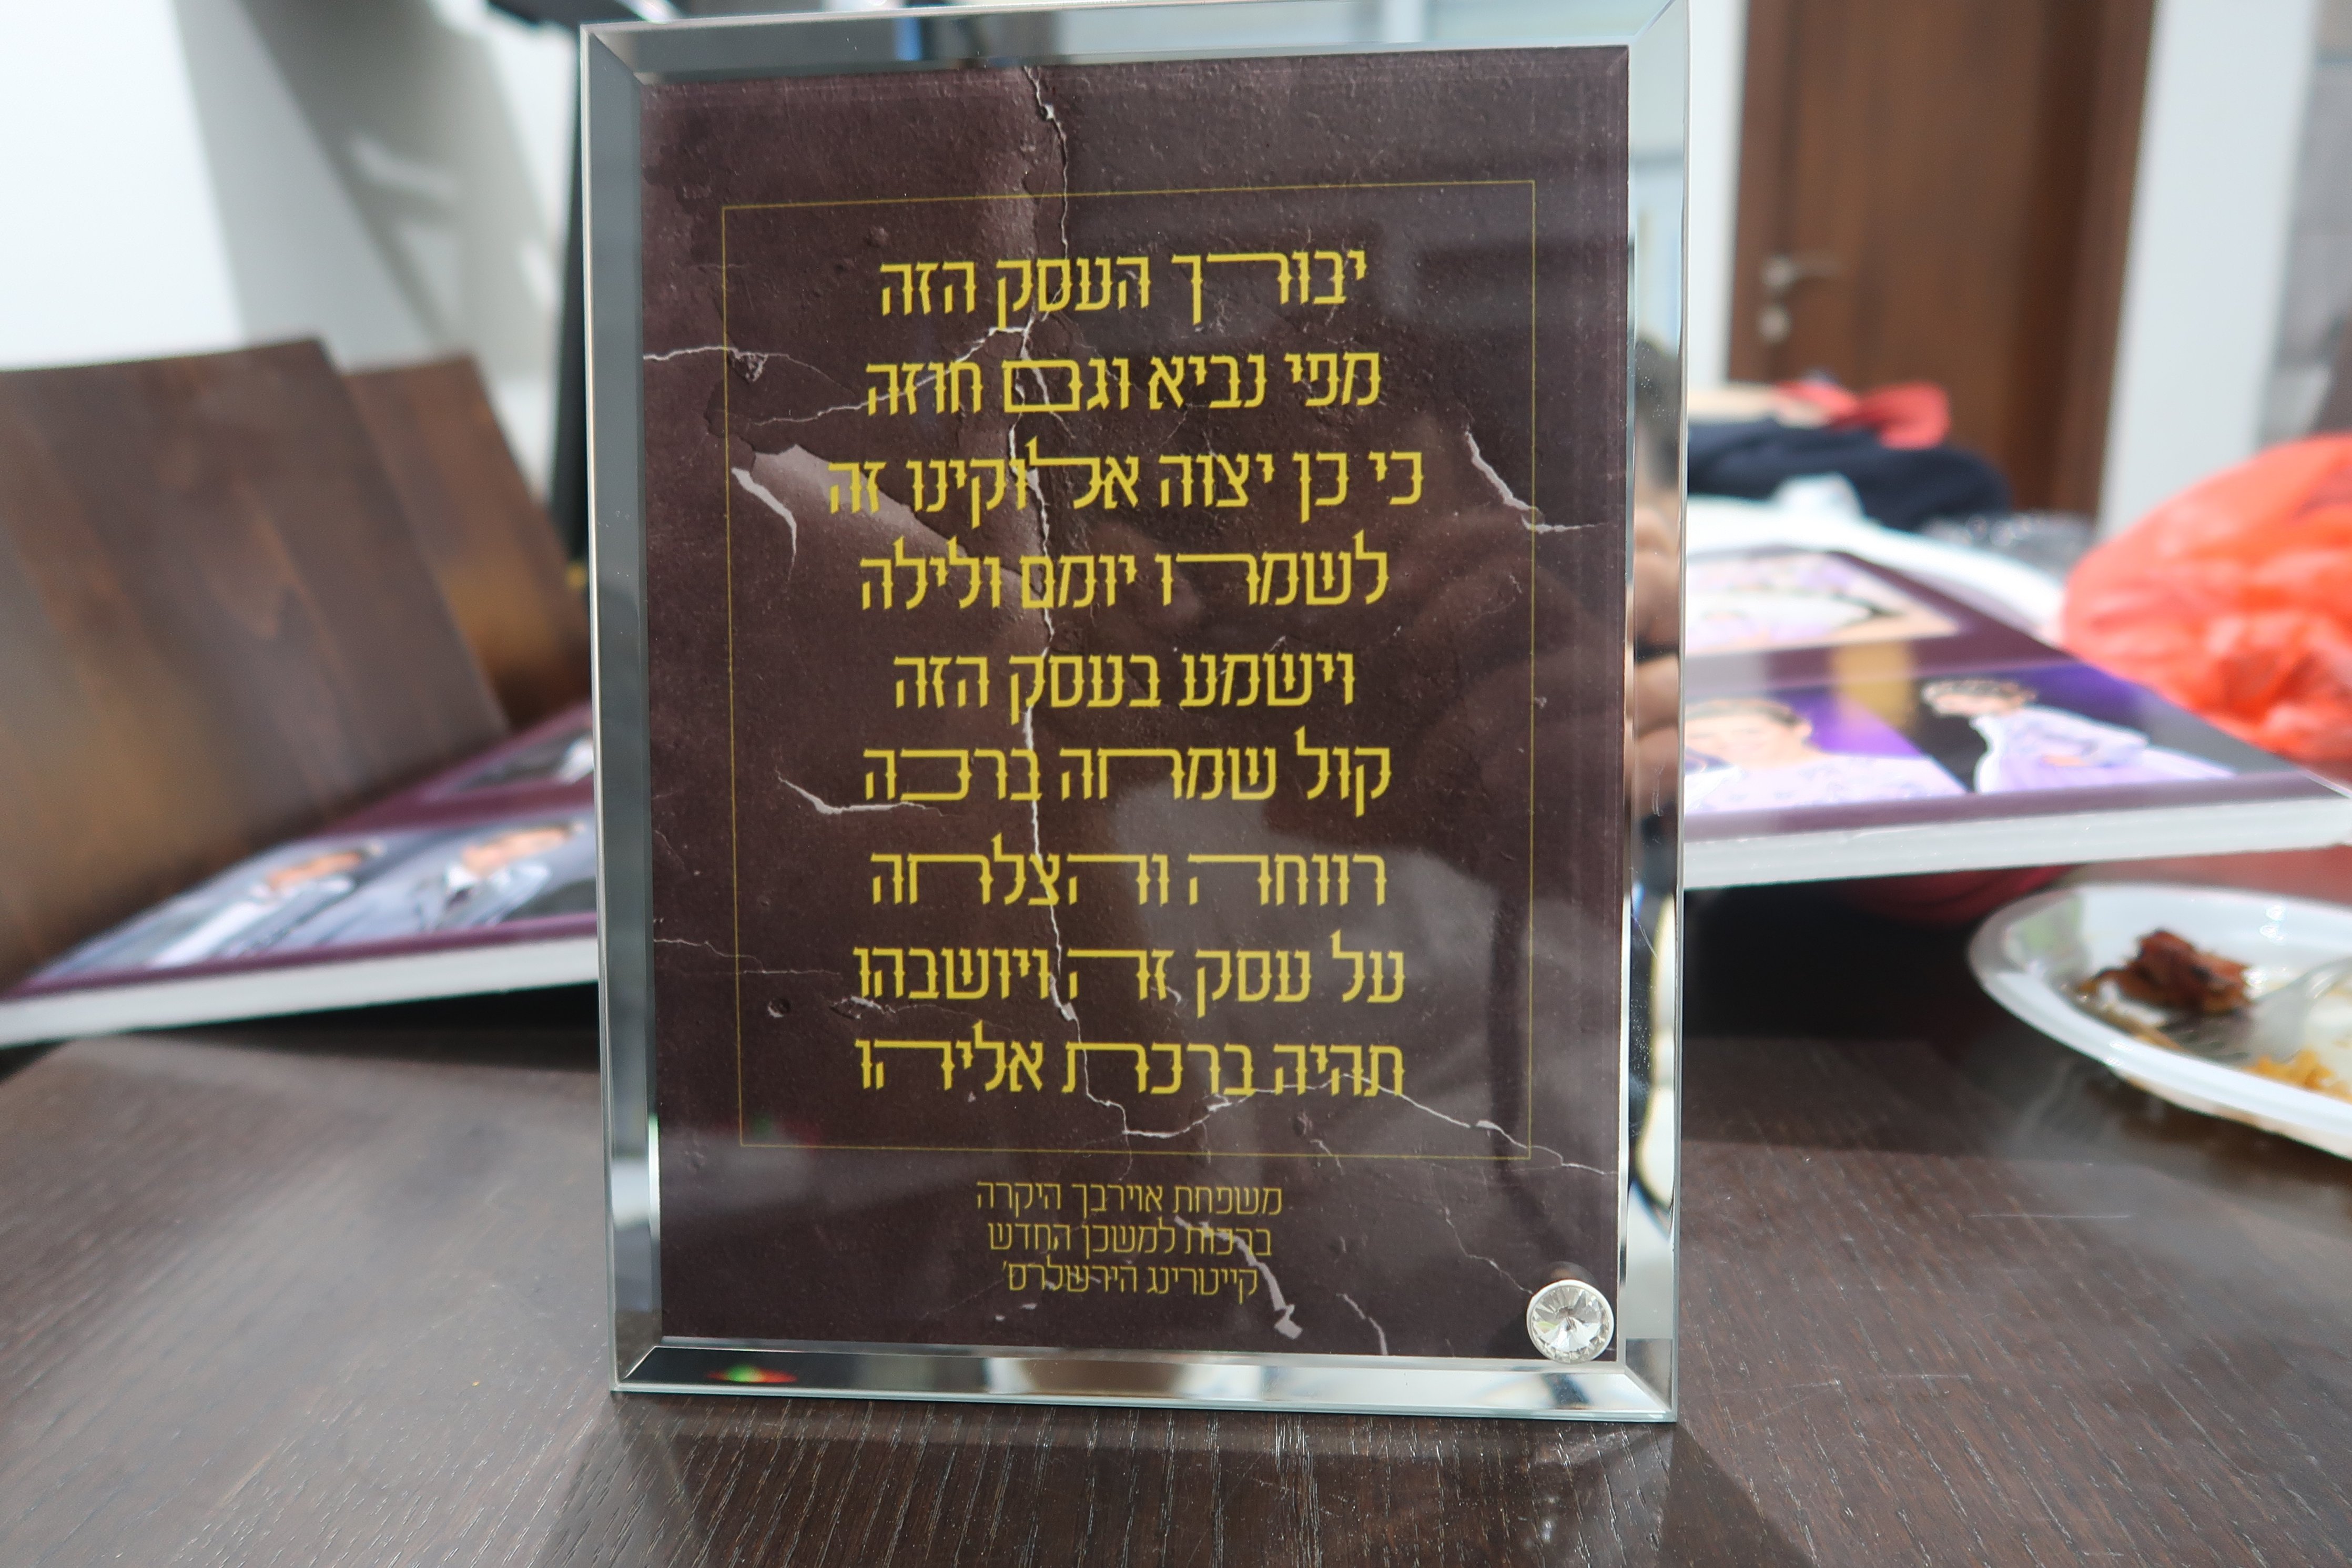 יבורך העסק הזה
מפי נביא וגם חוזה
כי כן יצוה אלוקינו זה
לשמרו יומם ולילה
וישמע בעסק הזה
קול שמחה ברכה
רווחה והצלחה
על עסק זה ויושבהו
תהיה ברכת אליהו
משפחת אוירבך היקרה
ברכות למשכן החדש
קייטרינג הירשלרס'